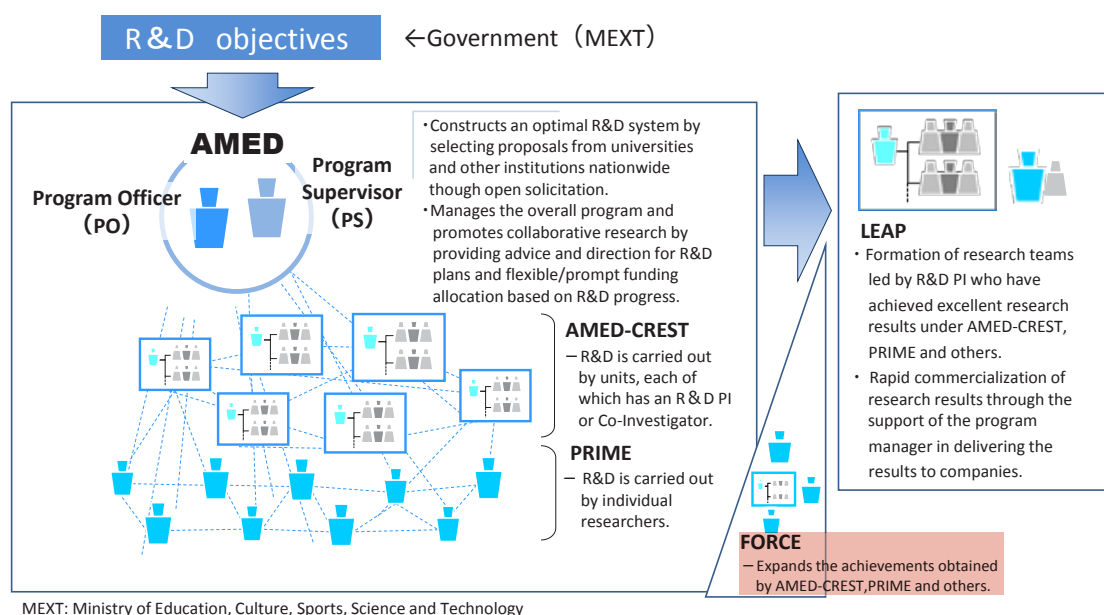 R&D objectives
←Government（MEXT）
AMED
Program Officer
（PO）
Program
Supervisor
（PS）
・Constructs an optimal R&D system by
selecting proposals from universities
and other institutions nationwide
though open solicitation.
・Manages the overall program and
promotes collaborative research by
providing advice and direction for R&D
plans and flexible/prompt funding
allocation based on R&D progress.
AMED-CREST
– R&D is carried out
by units, each of
which has an R&D PI
or Co-Investigator.
PRIME
– R&D is carried out
by individual
researchers.
LEAP
・ Formation of research teams
led by R&D PI who have
achieved excellent research
results under AMED-CREST,
PRIME and others.
・ Rapid commercialization of
research results through the
support of the program
manager in delivering the
results to companies.
FORCE
– Expands the achievements obtained
by AMED-CREST,PRIME and others.
MEXT: Ministry of Education, Culture, Sports, Science and Technology